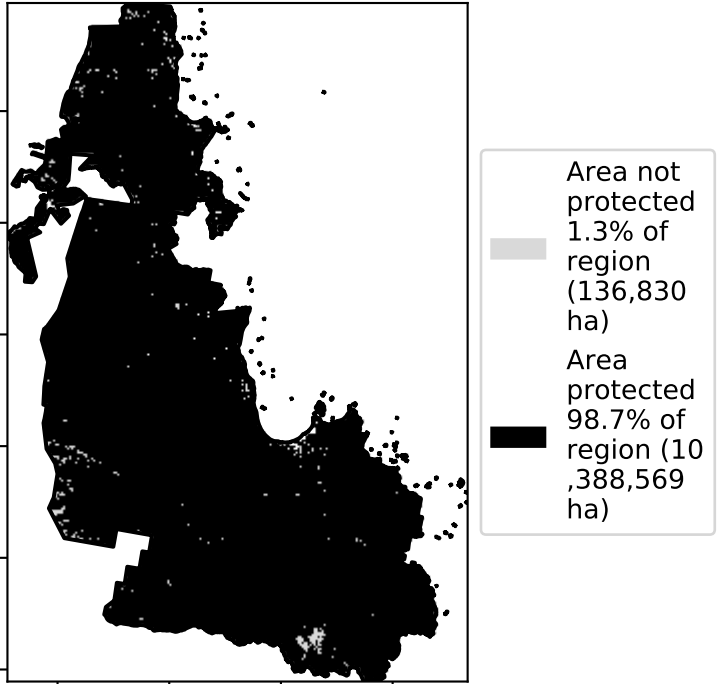 Area not
protected
1.3% of
region
(136,830
ha)
Area
protected
98.7% of
region (10
,388,569
ha)